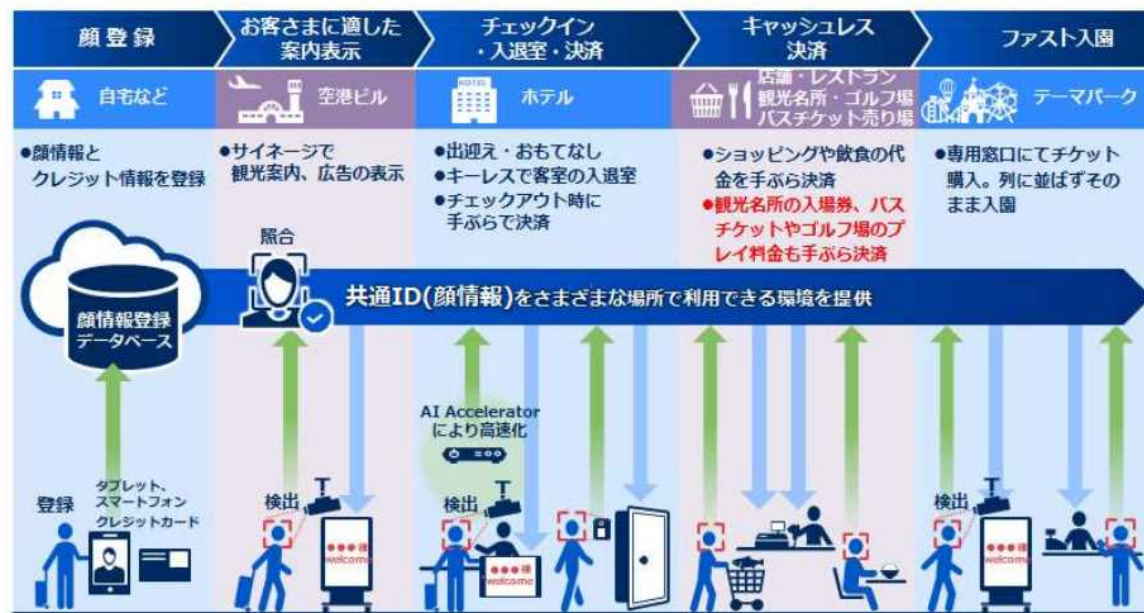 顔登録
お客さまに適した
案内表示
チェックイン
・入退室・決済
キャッシュレス
決済
ファスト入園
自宅など
空港ビル
HOTEL
ホテル
店舗・レストラン
観光名所・ゴルフ場
バスチケット売り場
テーマパーク
●顔情報と
クレジット情報を登録
●サイネージで
観光案内、広告の表示
●出迎え・おもてなし
●キーレスで客室の入退室
●チェックアウト時に
手ぶらで決済
●ショッピングや飲食の代
金を手ぶら決済
●観光名所の入場券、バス
チケットやゴルフ場のプ
レイ料金も手ぶら決済
●専用窓口にてチケット
購入。列に並ばずその
まま入園
照合
共通ID(顔情報)をさまざまな場所で利用できる環境を提供
顔情報登録
データベース
AI Accelerator
により高速化
登録
タブレット、
スマートフォン
クレジットカード
検出
●●●様
welcome
検出
●●●様
welcome
検出
●●●様
welcome